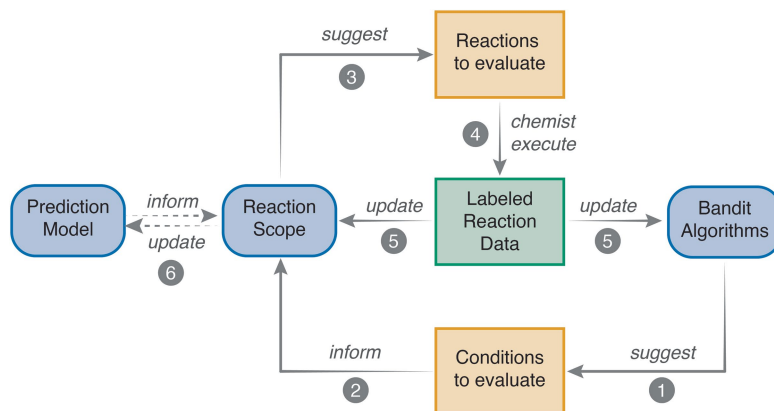 suggest
3
Reactions
to evaluate
4
chemist
execute
Prediction
Model
inform
update
6
Reaction
Scope
update
5
Labeled
Reaction
Data
update
5
Bandit
Algorithms
inform
2
Conditions
to evaluate
suggest
1